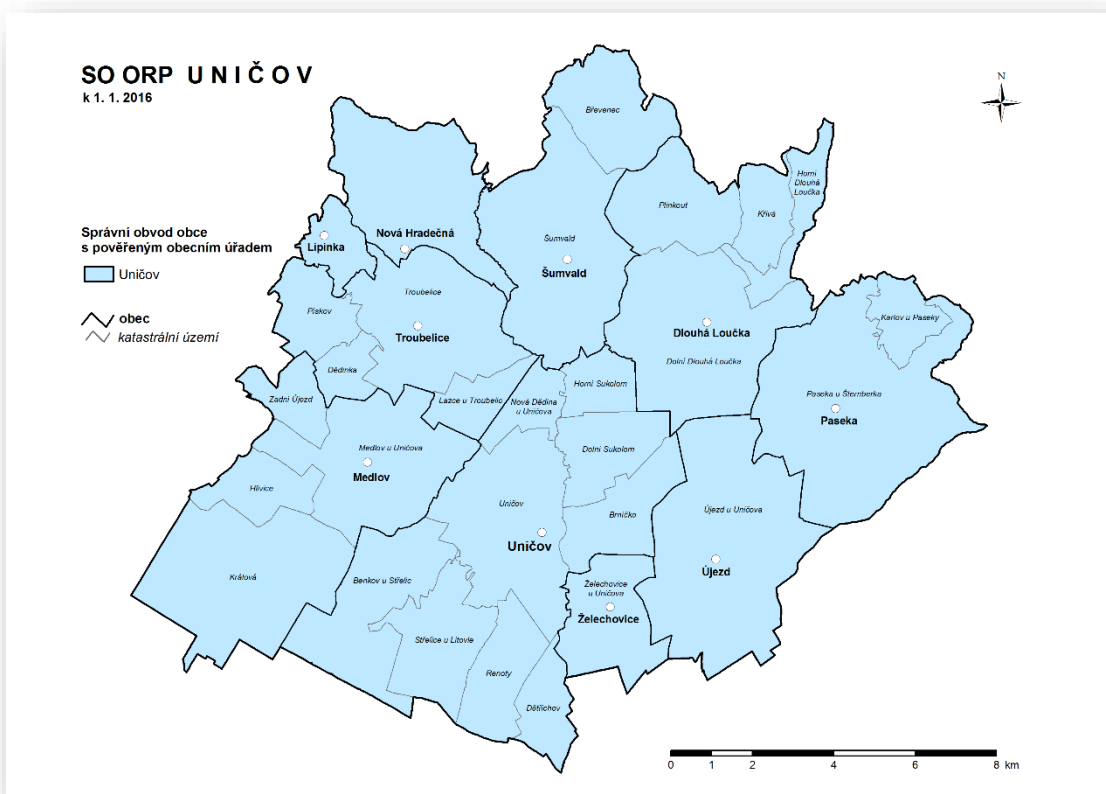 SO ORP UNIČOV
k 1. 1. 2016
N
Správní obvod obce
s pověřeným obecním úřadem
Uničov
obec
katastrální území
Břevenec
Horní
Dlouhá
Loučka
Plinkout
Křivá
Lipinka
Nová Hradečná
Šumvald
Šumvald
Troubelice
Pískov
Troubelice
Karlov u Paseky
Dlouhá Loučka
Dolní Dlouhá Loučka
Dědinka
Horní Sukolom
Zadní Újezd
Lazce u Troubelic
Nová Dědina
u Uničova
Paseka u Šternberka
Paseka
Medlov u Uničova
Medlov
Dolní Sukolom
Hlivice
Uničov
Uničov
Brníčko
Újezd u Uničova
Újezd
Králová
Benkov u Střelic
Želechovice
u Uničova
Želechovice
Střelice u Litovle
Renoty
Dětřichov
0 1 2 4 6 8 km